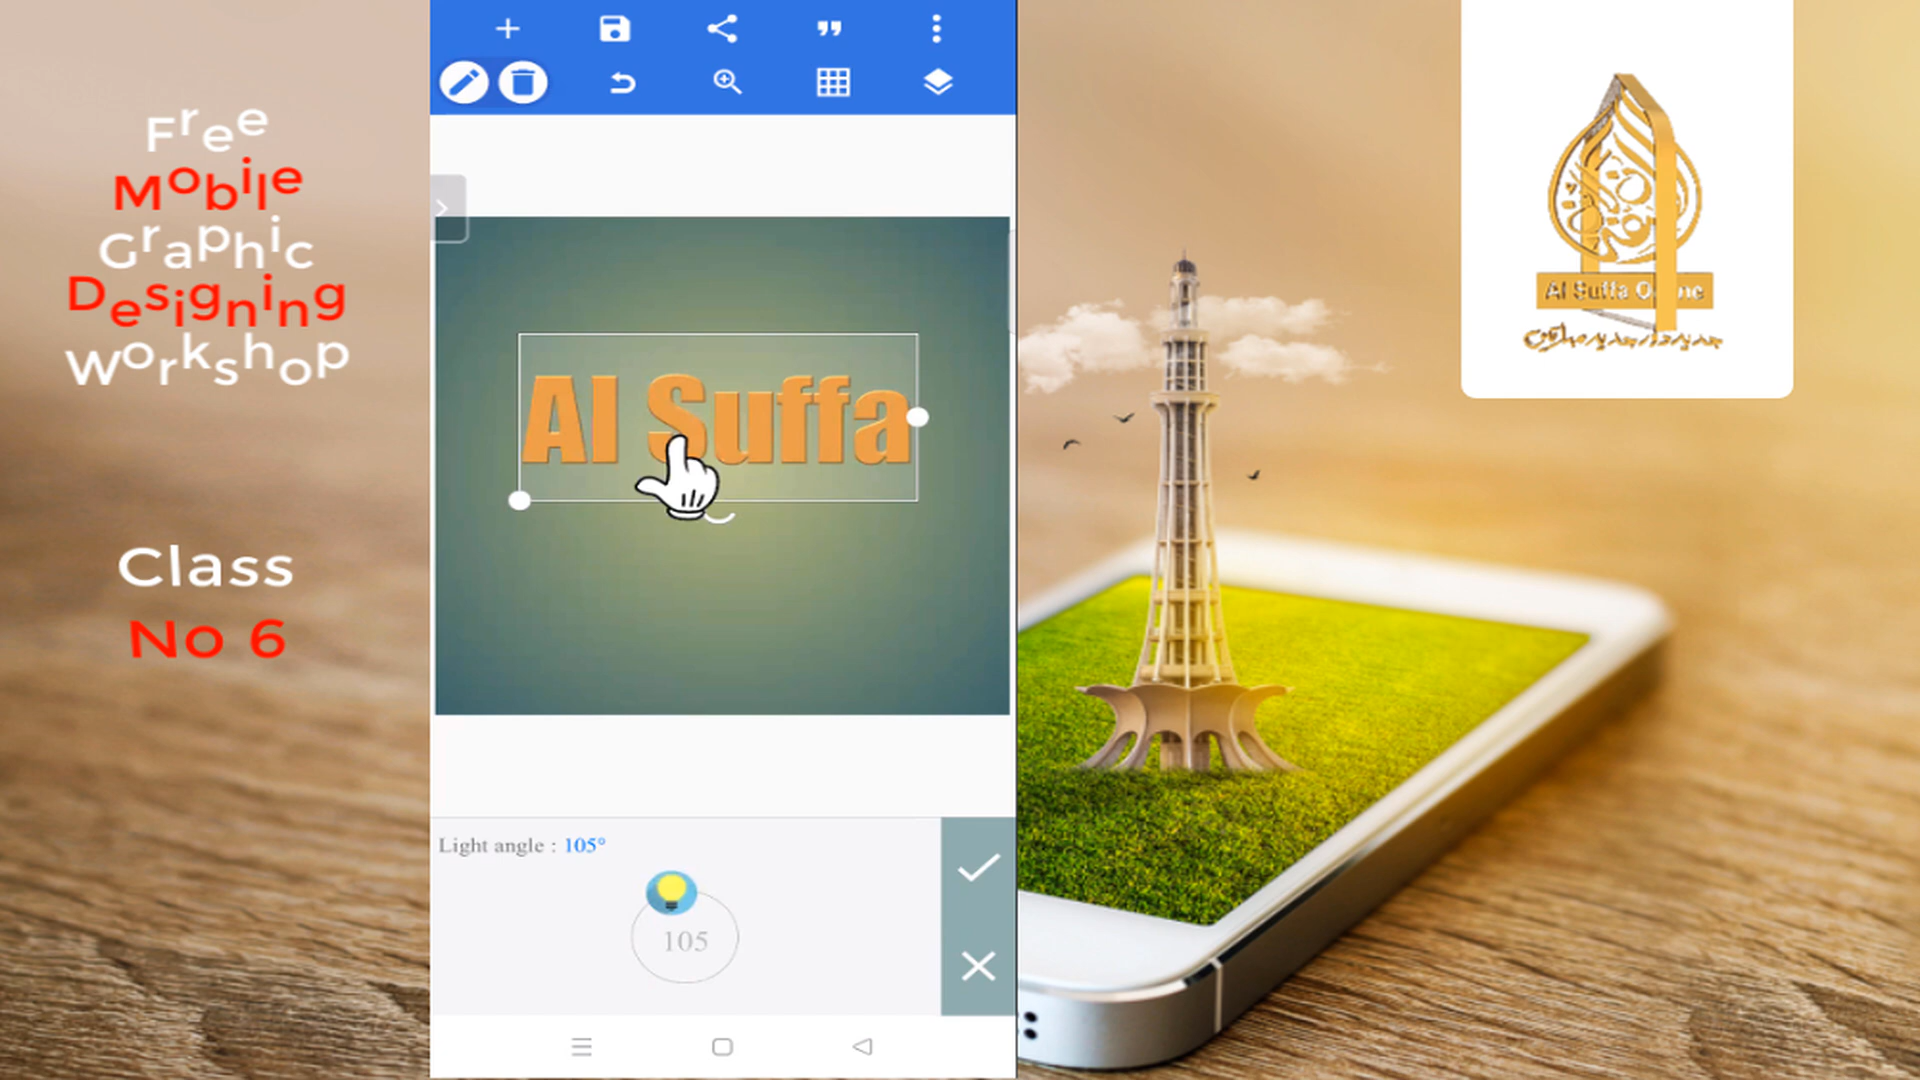 Free
Mobile
Graphic
Designing
Workshop
Class
No 6
Al Suffa
Light angle : 105°
105